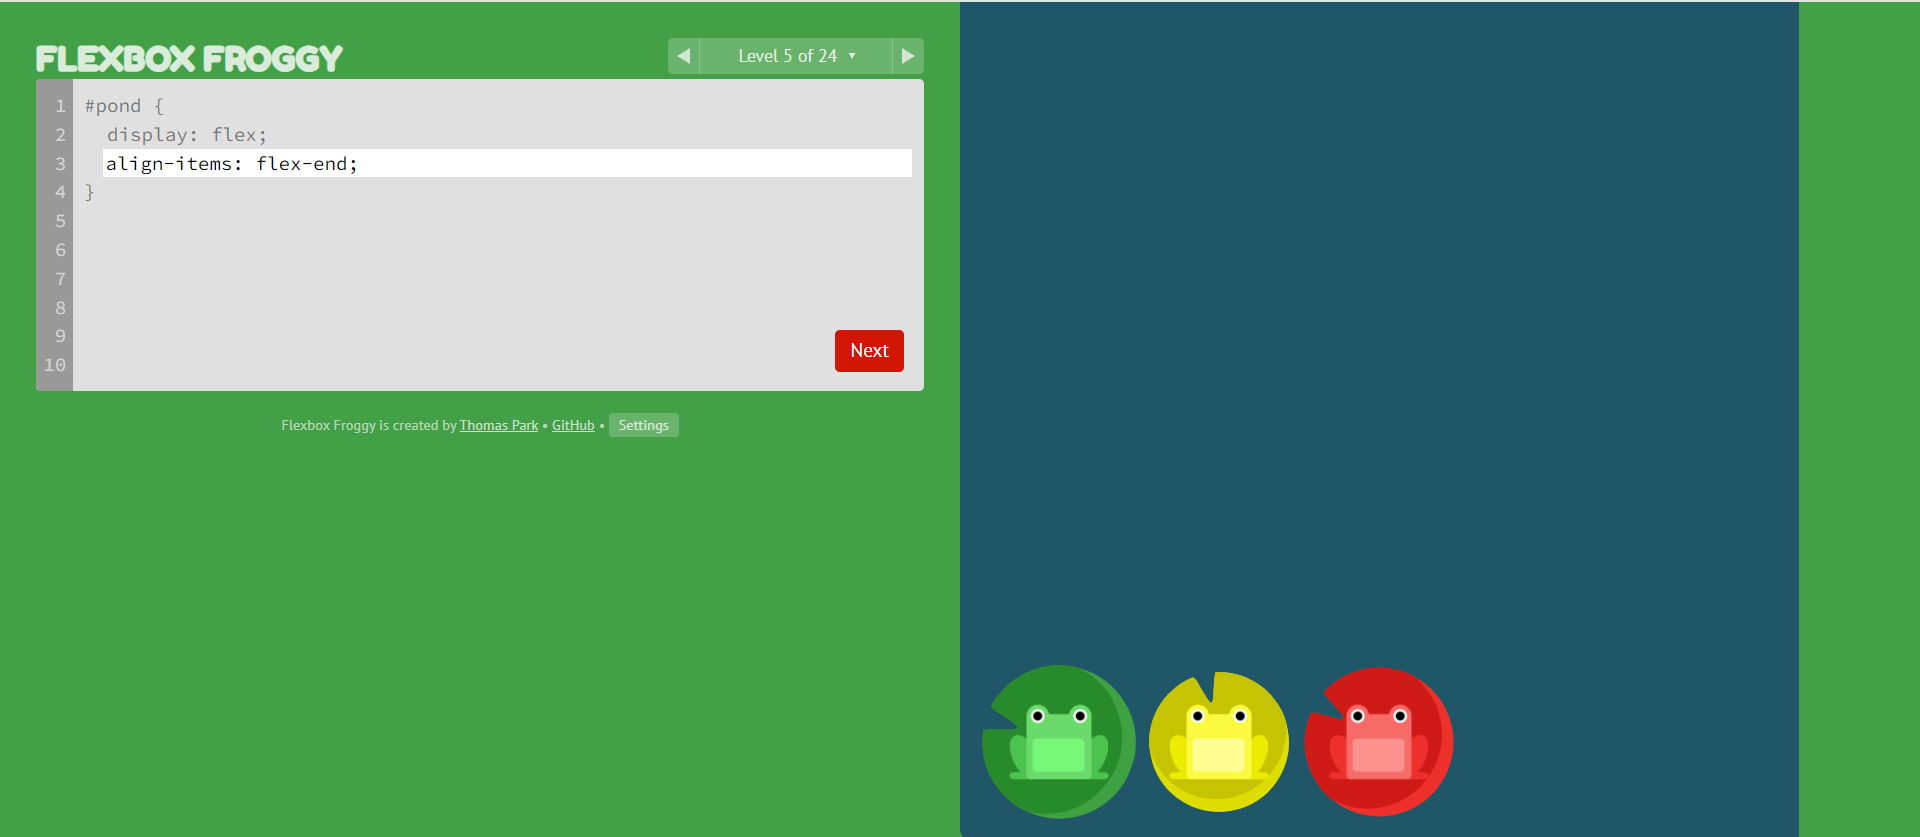 FLEXBOX FROGGY
◀ Level 5 of 24 ▼ ▶
1 #pond {
2   display: flex;
3   align-items: flex-end;
4 }
5
6
7
8
9
10
Next
Flexbox Froggy is created by Thomas Park • GitHub • Settings